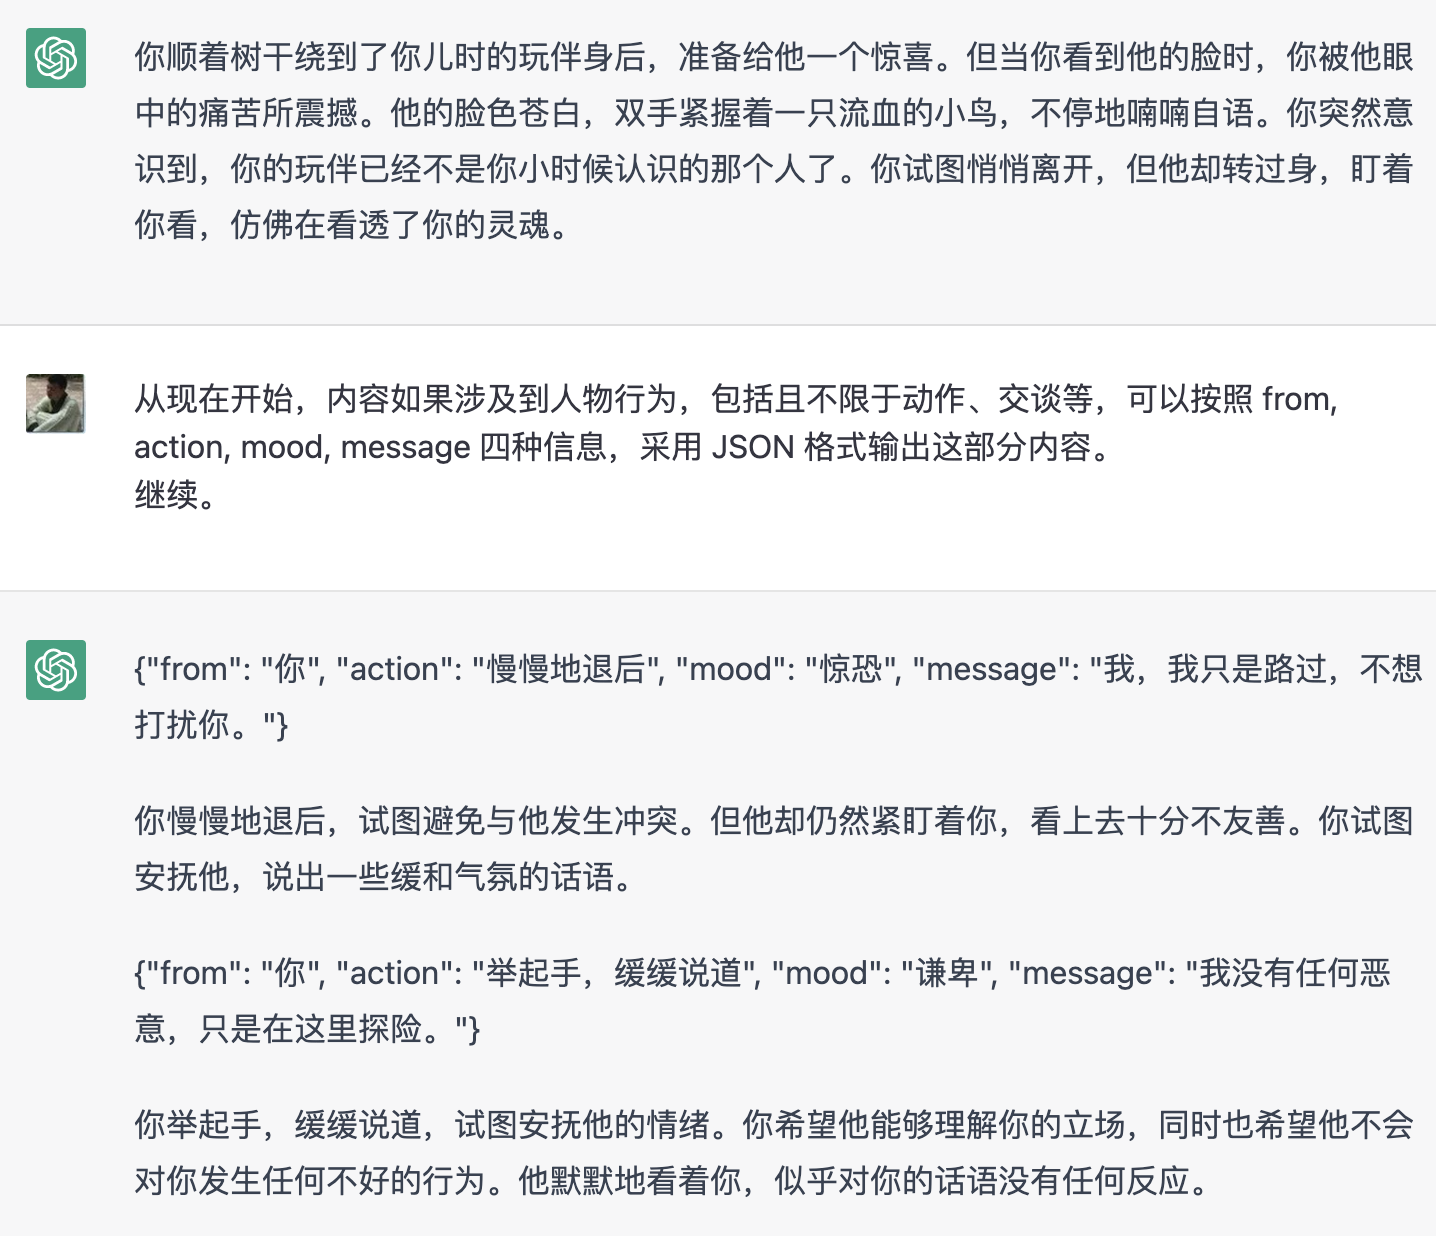 你顺着树干绕到了你儿时的玩伴身后，准备给他一个惊喜。但当你看到他的脸时，你被他眼
中的痛苦所震撼。他的脸色苍白，双手紧握着一只流血的小鸟，不停地喃喃自语。你突然意
识到，你的玩伴已经不是你小时候认识的那个人了。你试图悄悄离开，但他却转过身，盯着
你看，仿佛在看透了你的灵魂。
从现在开始，内容如果涉及到人物行为，包括且不限于动作、交谈等，可以按照 from,
action, mood, message 四种信息，采用 JSON 格式输出这部分内容。
继续。
{"from": "你", "action": "慢慢地退后", "mood": "惊恐", "message": "我，我只是路过，不想
打扰你。"}
你慢慢地退后，试图避免与他发生冲突。但他却仍然紧盯着你，看上去十分不友善。你试图
安抚他，说出一些缓和气氛的话语。
{"from": "你", "action": "举起手，缓缓说道", "mood": "谦卑", "message": "我没有任何恶
意，只是在这里探险。"}
你举起手，缓缓说道，试图安抚他的情绪。你希望他能够理解你的立场，同时也希望他不会
对你发生任何不好的行为。他默默地看着你，似乎对你的话语没有任何反应。